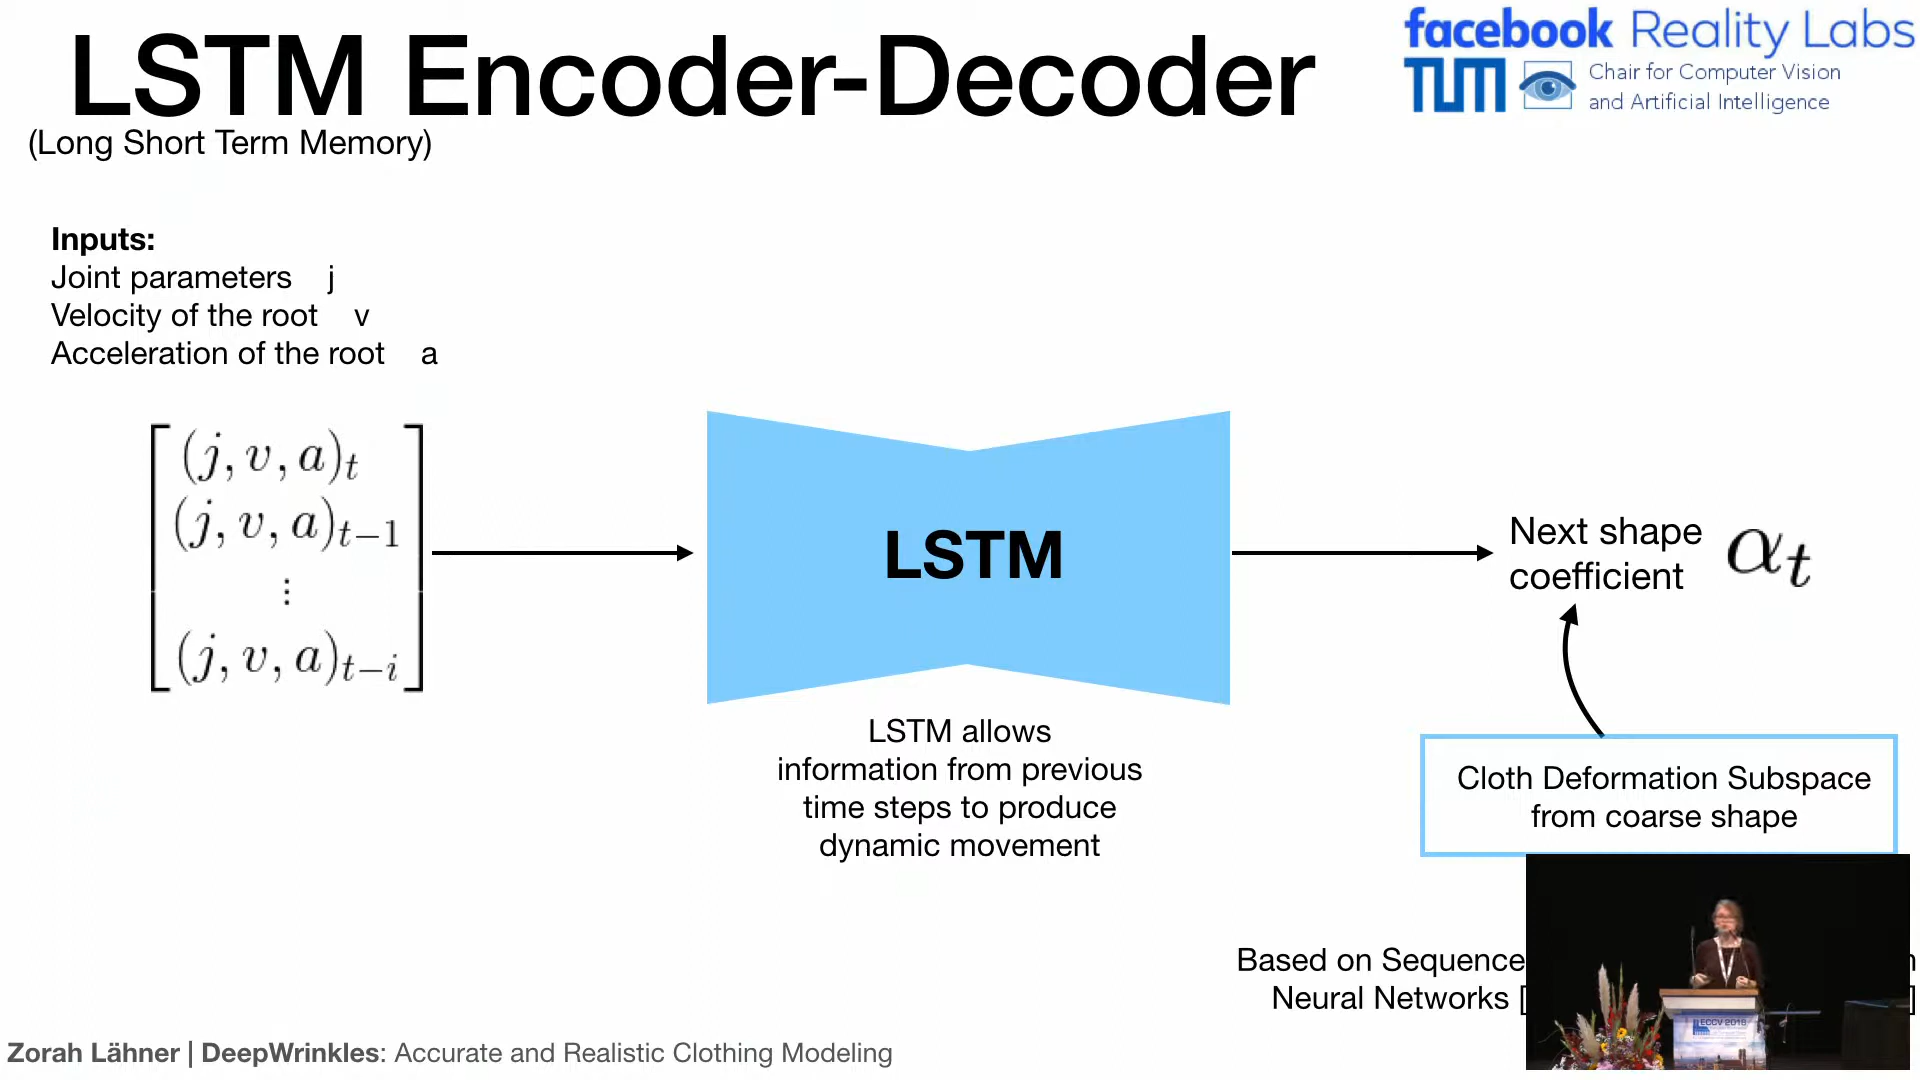 LSTM Encoder-Decoder
(Long Short Term Memory)
facebook Reality Labs
TUM
Chair for Computer Vision
and Artificial Intelligence
Inputs:
Joint parameters j
Velocity of the root v
Acceleration of the root a
(j, v, a)t
(j, v, a)t−1
⋮
(j, v, a)t−i
LSTM
LSTM allows
information from previous
time steps to produce
dynamic movement
Next shape
coefficient αt
Cloth Deformation Subspace
from coarse shape
Based on Sequence
Neural Networks [
]
ECCV 2018
Zorah Lähner | DeepWrinkles: Accurate and Realistic Clothing Modeling